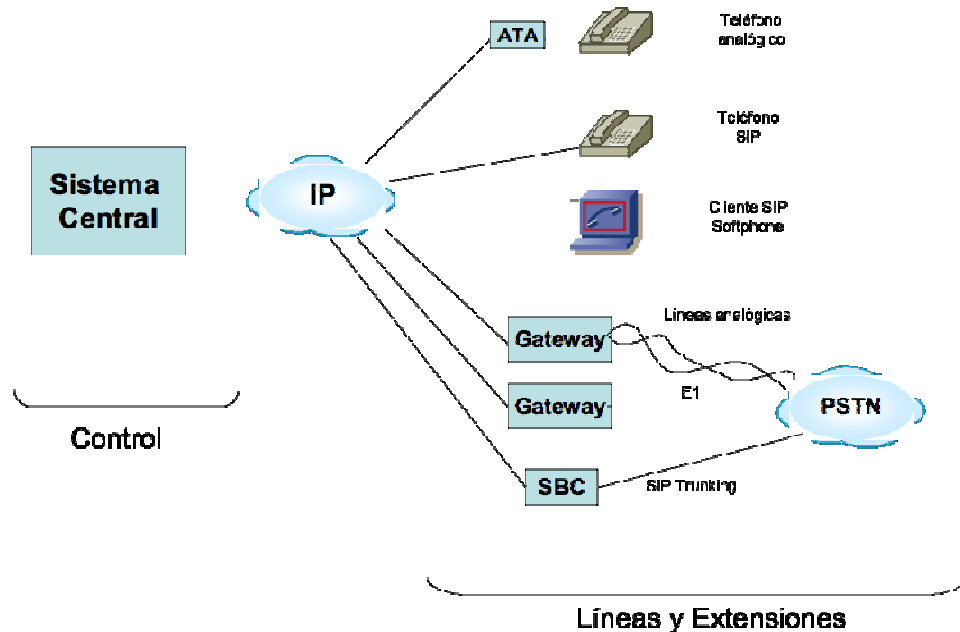 Teléfono
analógico
ATA
Teléfono
SIP
Sistema
Central
IP
Cliente SIP
Softphone
Líneas analógicas
Gateway
E1
PSTN
Gateway
Control
SBC
SIP Trunking
Líneas y Extensiones